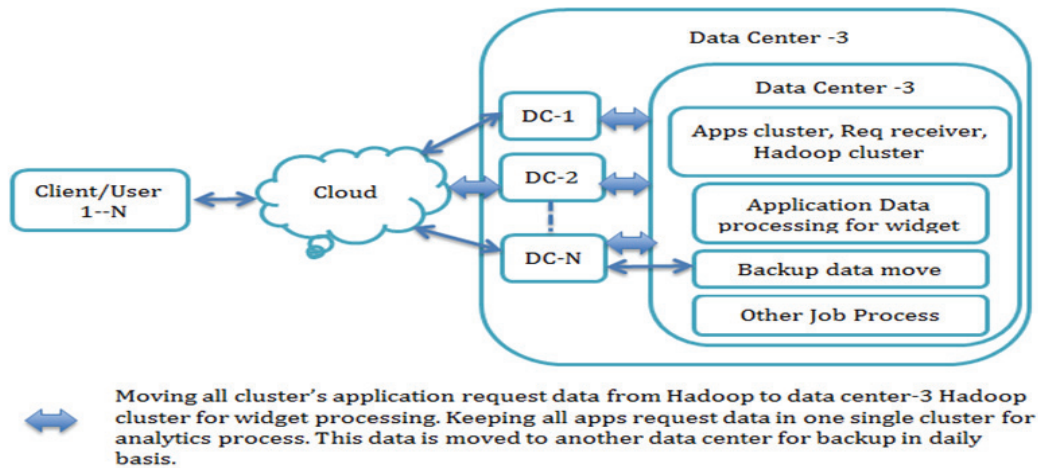 Data Center -3
Data Center -3
DC-1
Apps cluster, Req receiver,
Hadoop cluster
Client/User
1--N
Cloud
DC-2
Application Data
processing for widget
DC-N
Backup data move
Other Job Process
Moving all cluster's application request data from Hadoop to data center-3 Hadoop
cluster for widget processing. Keeping all apps request data in one single cluster for
analytics process. This data is moved to another data center for backup in daily
basis.